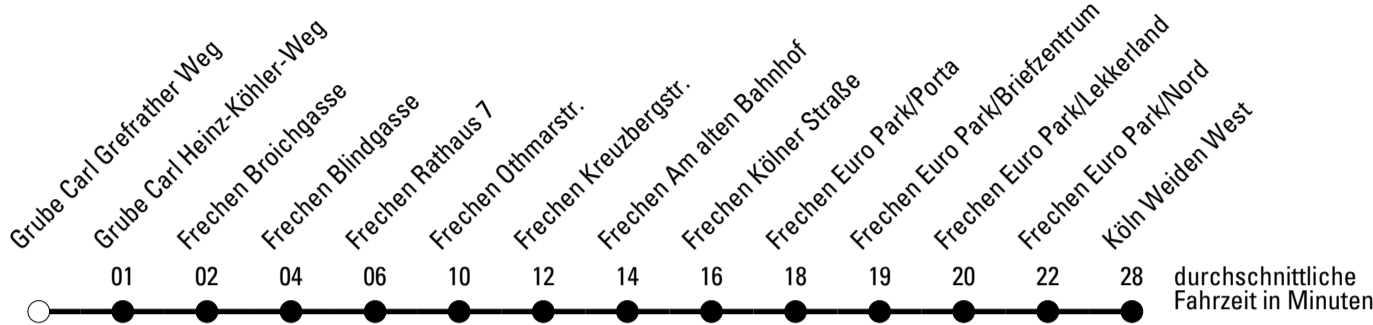 Grube Carl Grefrather Weg
Grube Carl Heinz-Köhler-Weg
Frechen Broichgasse
Frechen Blindgasse
Frechen Rathaus 7
Frechen Othmarstr.
Frechen Kreuzbergstr.
Frechen Am alten Bahnhof
Frechen Kölner Straße
Frechen Euro Park/Porta
Frechen Euro Park/Briefzentrum
Frechen Euro Park/Lekkerland
Frechen Euro Park/Nord
Köln Weiden West
01 02 04 06 10 12 14 16 18 19 20 22 28
durchschnittliche
Fahrzeit in Minuten